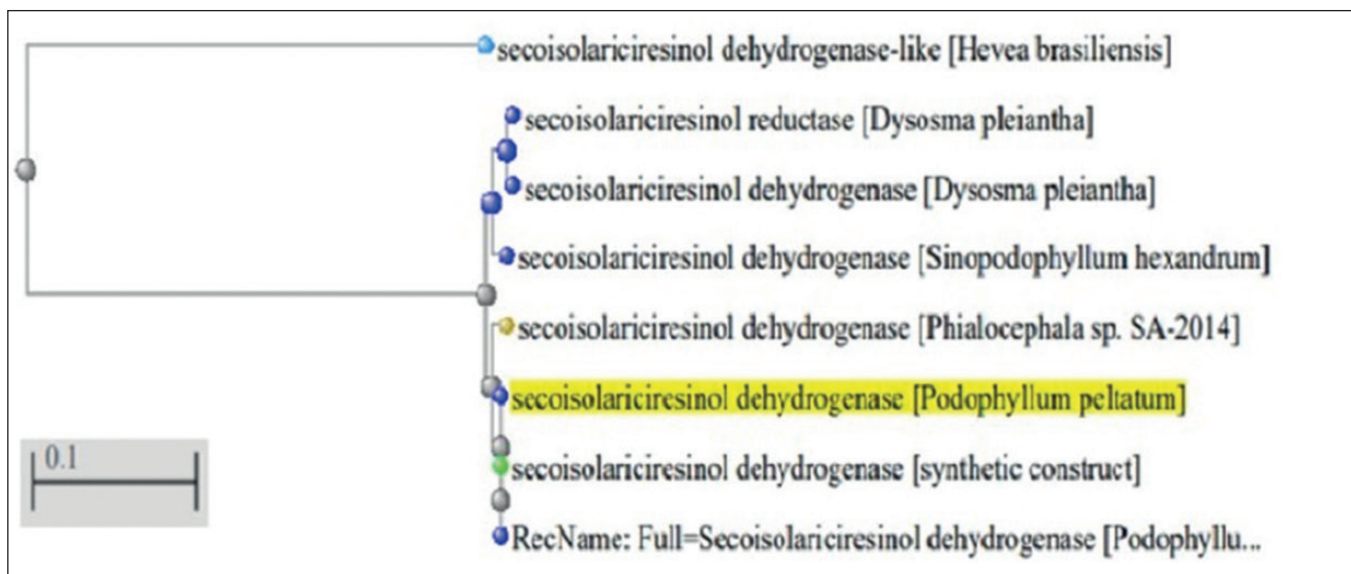 secoisolariciresinol dehydrogenase-like [Hevea brasiliensis]
secoisolariciresinol reductase [Dysosma pleiantha]
secoisolariciresinol dehydrogenase [Dysosma pleiantha]
secoisolariciresinol dehydrogenase [Sinopodophyllum hexandrum]
secoisolariciresinol dehydrogenase [Phialocephala sp. SA-2014]
secoisolariciresinol dehydrogenase [Podophyllum peltatum]
0.1
secoisolariciresinol dehydrogenase [synthetic construct]
RecName: Full=Secoisolariciresinol dehydrogenase [Podophyllu...